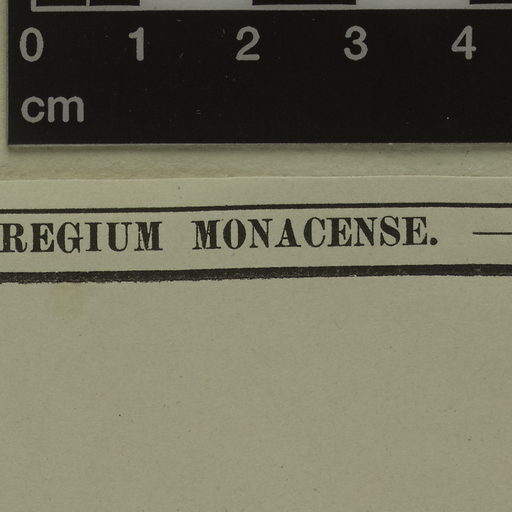 0 1 2 3 4
cm
REGIUM MONACENSE. —